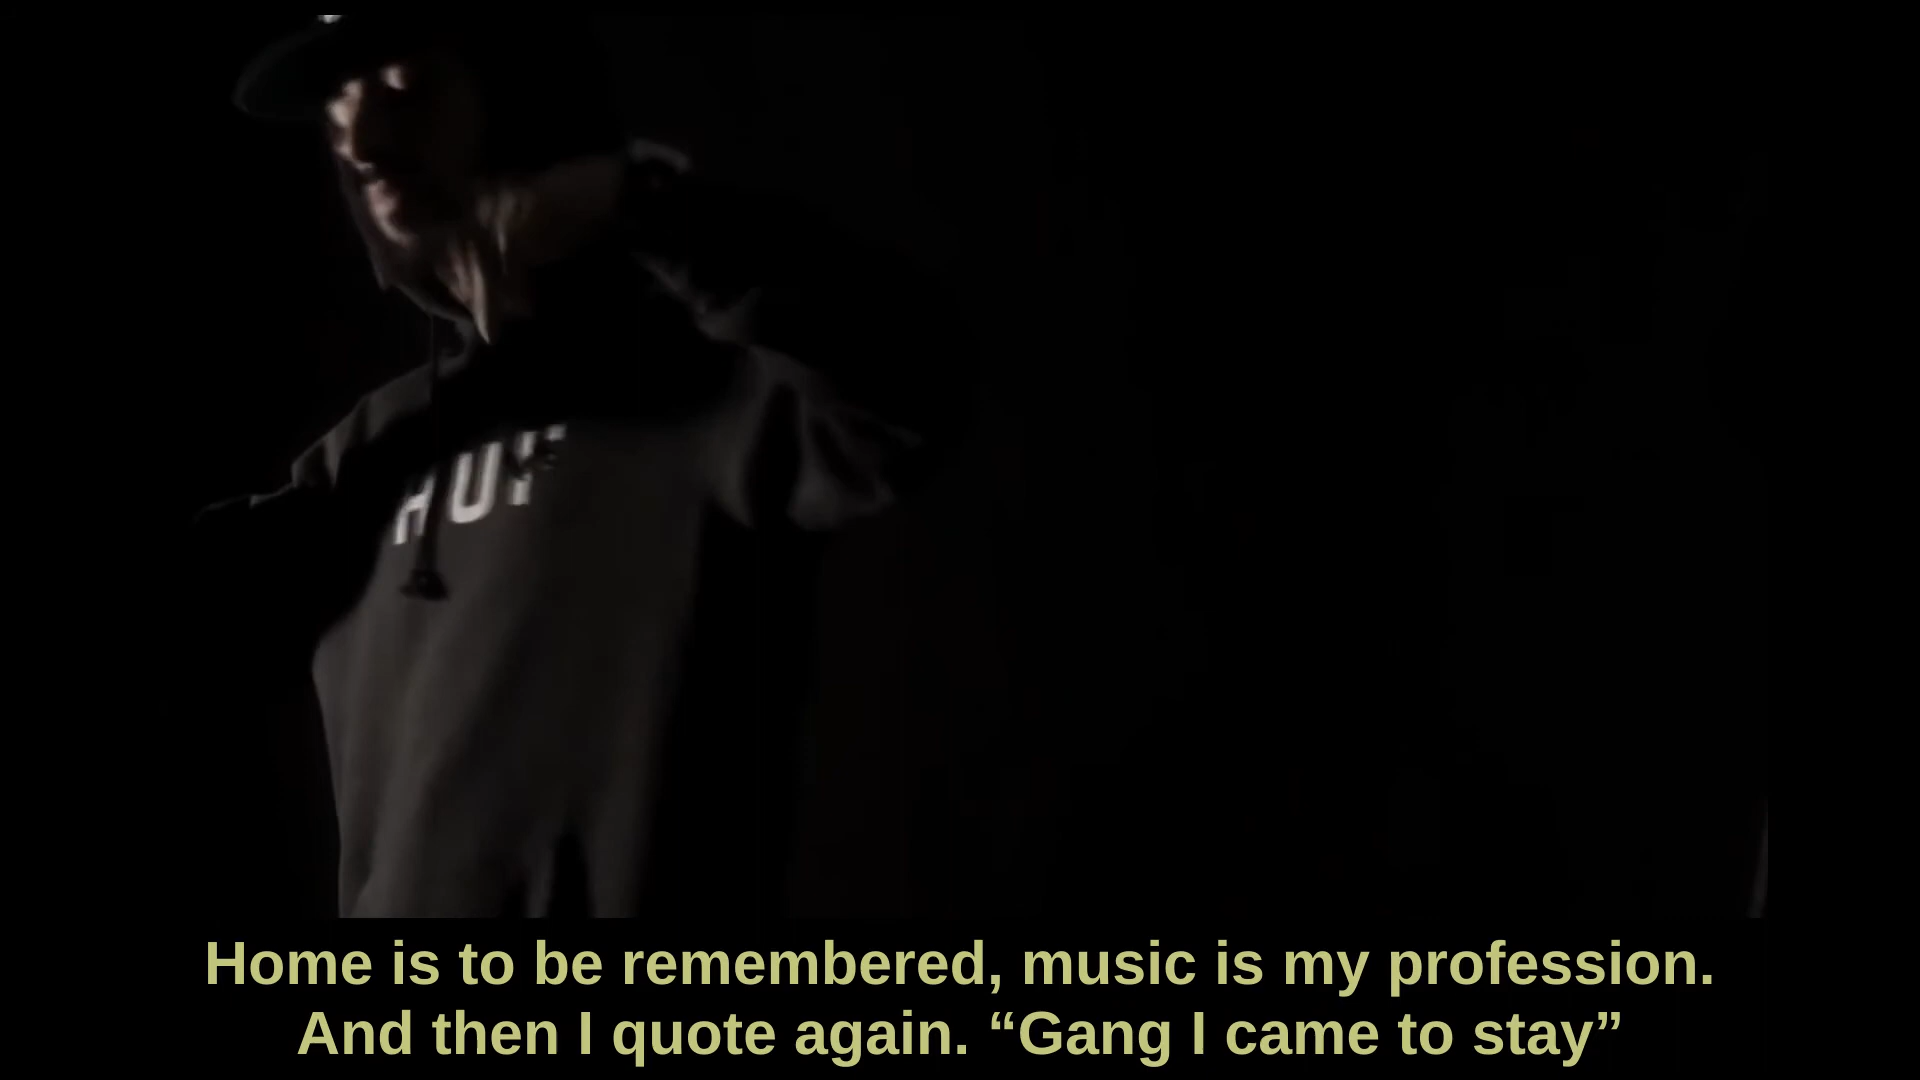 Home is to be remembered, music is my profession.
And then I quote again. “Gang I came to stay”